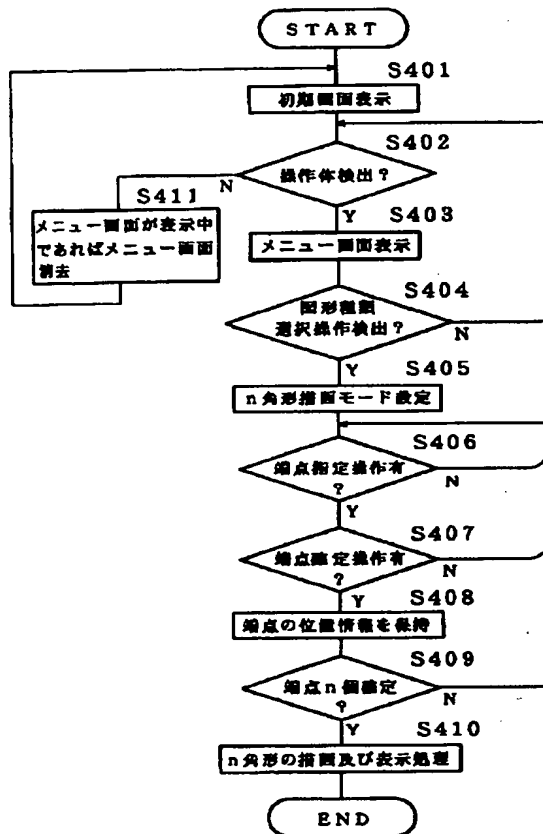 START
S401
初期画面表示
S402
操作体検出?
N
S411
Y
S403
メニュー画面が表示中
であればメニュー画面
消去
メニュー画面表示
S404
図形種類
選択操作検出?
N
Y
S405
n角形描画モード設定
S406
端点指定操作有
?
N
Y
S407
端点確定操作有
?
N
Y
S408
端点の位置情報を保持
S409
端点n個確定
?
N
Y
S410
n角形の描画及び表示処理
END